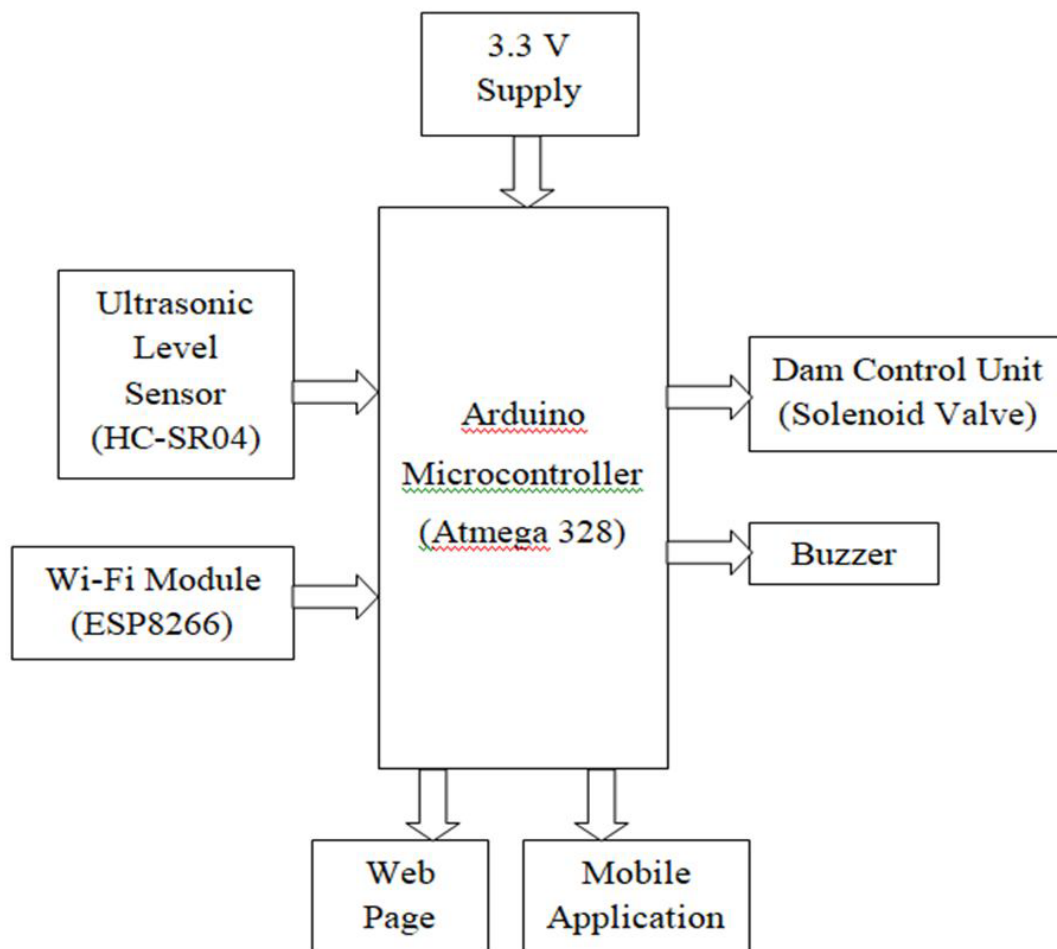 3.3 V
Supply
Ultrasonic
Level
Sensor
(HC-SR04)
Wi-Fi Module
(ESP8266)
Arduino
Microcontroller
(Atmega 328)
Dam Control Unit
(Solenoid Valve)
Buzzer
Web
Page
Mobile
Application